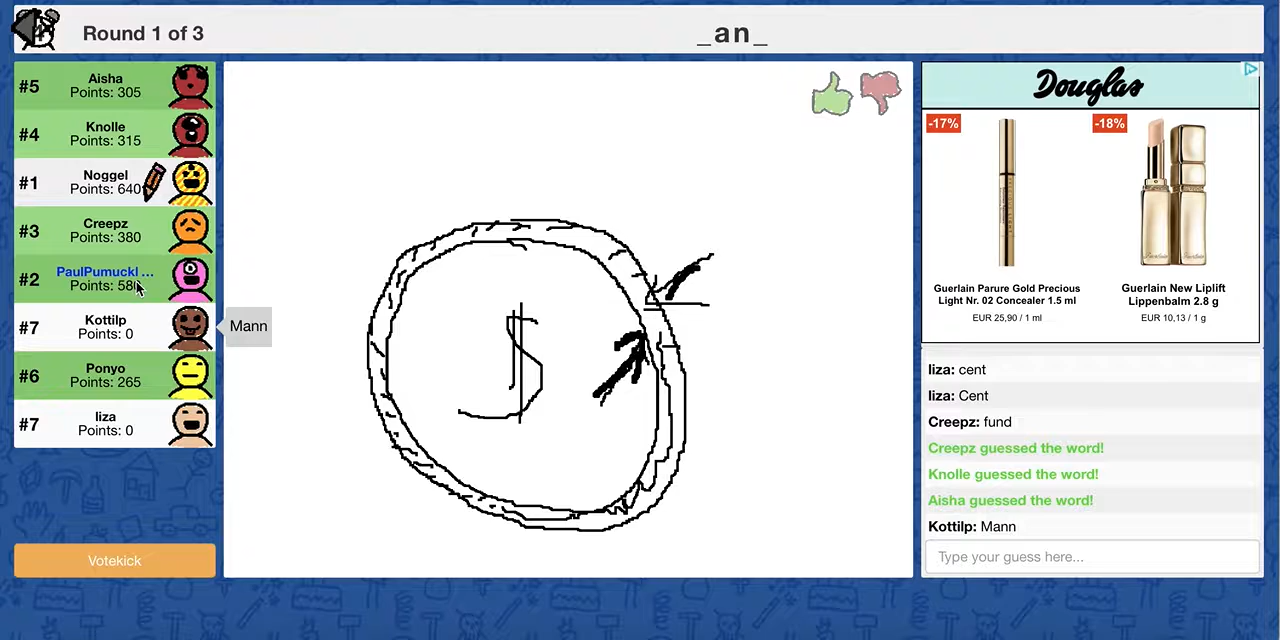 Round 1 of 3
_an_
#5
Aisha
Points: 305
#4
Knolle
Points: 315
#1
Noggel
Points: 640
#3
Creepz
Points: 380
#2
PaulPumuckl ...
Points: 580
#7
Kottilp
Points: 0
Mann
#6
Ponyo
Points: 265
#7
liza
Points: 0
Votekick
$
Douglas
-17%
-18%
Guerlain Parure Gold Precious
Light Nr. 02 Concealer 1.5 ml
EUR 25,90 / 1 ml
Guerlain New Liplift
Lippenbalm 2.8 g
EUR 10,13 / 1 g
liza: cent
liza: Cent
Creepz: fund
Creepz guessed the word!
Knolle guessed the word!
Aisha guessed the word!
Kottilp: Mann
Type your guess here...